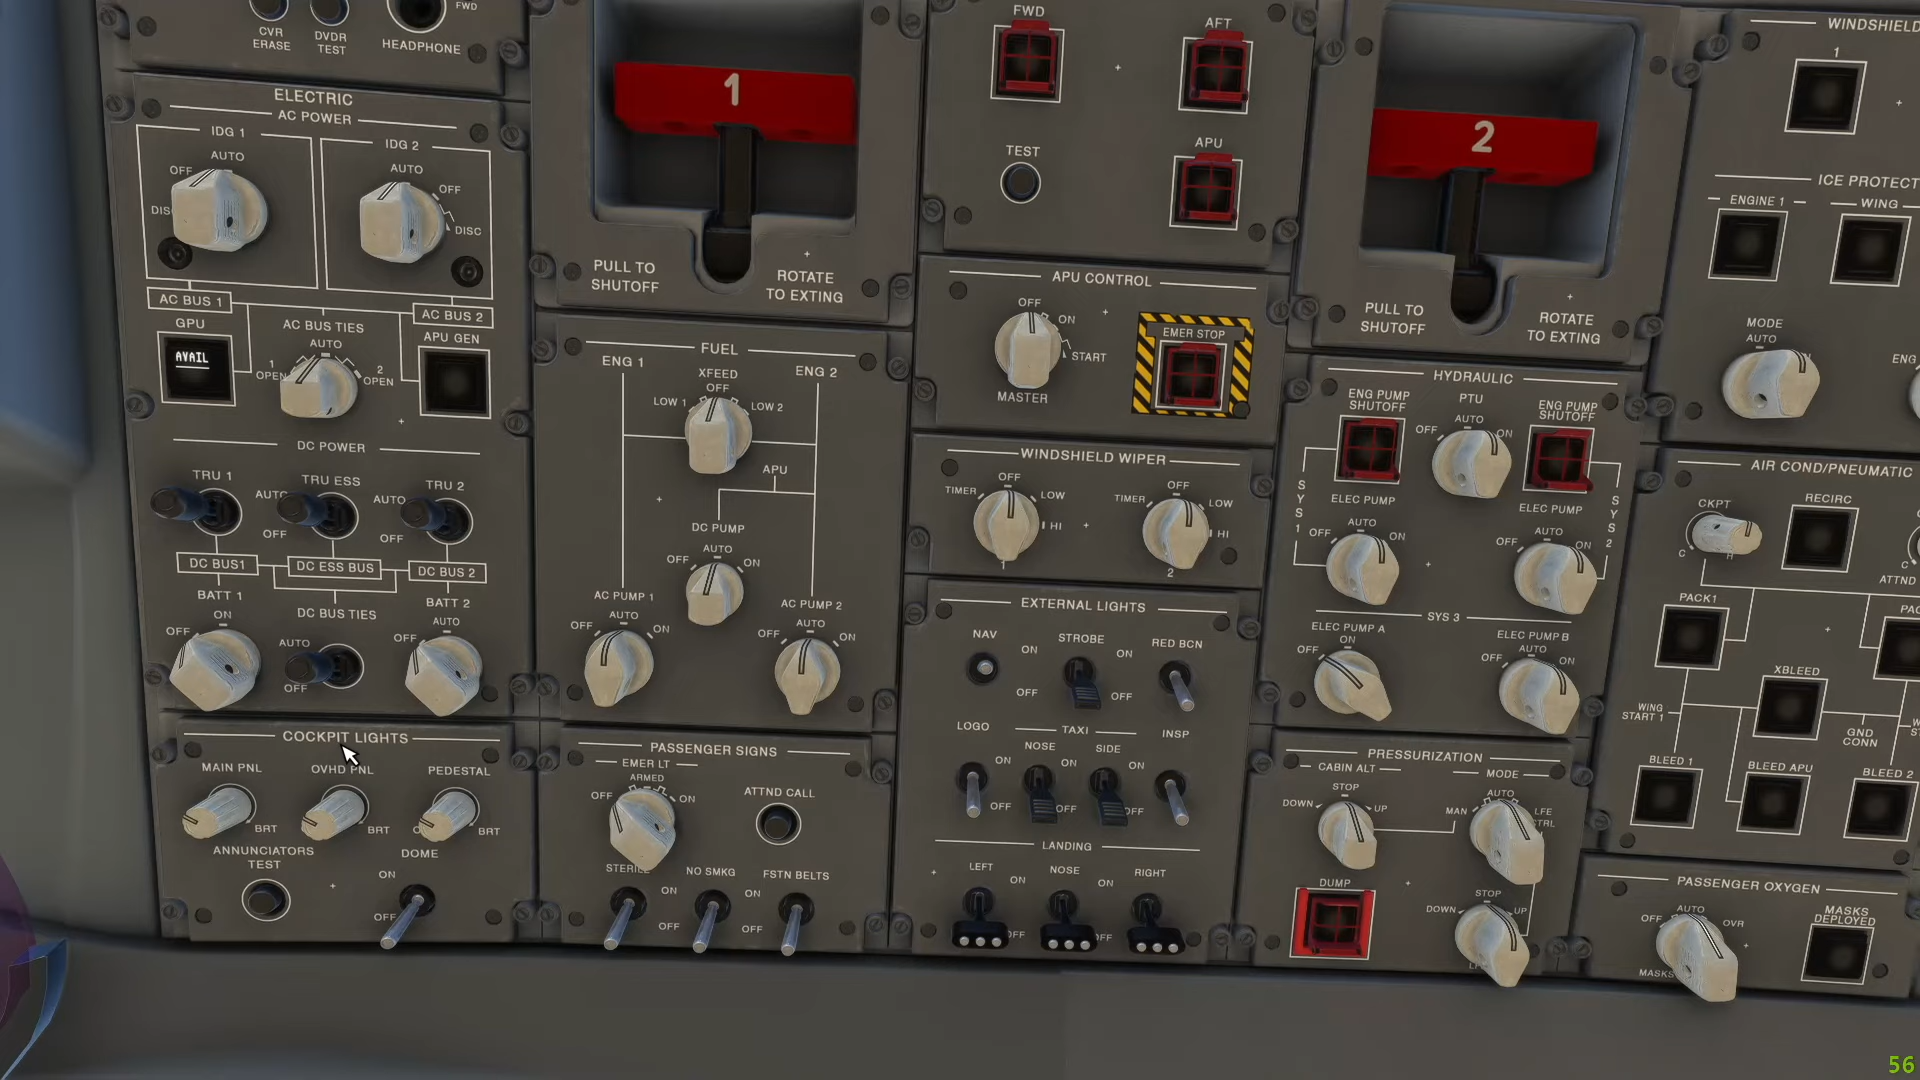 CVR
ERASE
DVDR
TEST
HEADPHONE
FWD
ELECTRIC
AC POWER
IDG 1
AUTO
OFF
IDG 2
AUTO
OFF
DISC
AC BUS 1
AC BUS 2
GPU
AVAIL
AC BUS TIES
AUTO
1
OPEN
2
OPEN
APU GEN
DC POWER
TRU 1
TRU ESS
TRU 2
AUTO
AUTO
OFF
OFF
DC BUS1
DC ESS BUS
DC BUS 2
BATT 1
DC BUS TIES
BATT 2
ON
OFF
AUTO
OFF
AUTO
OFF
COCKPIT LIGHTS
MAIN PNL
OVHD PNL
PEDESTAL
BRT
BRT
BRT
ANNUNCIATORS
TEST
DOME
ON
OFF
1
PULL TO
SHUTOFF
ROTATE
TO EXTING
FUEL
ENG 1
ENG 2
XFEED
OFF
LOW 1
LOW 2
APU
DC PUMP
AUTO
OFF
ON
AC PUMP 1
AUTO
OFF
ON
AC PUMP 2
AUTO
OFF
ON
PASSENGER SIGNS
EMER LT
ARMED
OFF
ON
ATTND CALL
NO SMKG
FSTN BELTS
ON
OFF
ON
OFF
FWD
AFT
TEST
APU
APU CONTROL
OFF
ON
START
MASTER
EMER STOP
WINDSHIELD WIPER
OFF
TIMER
LOW
HI
1
OFF
TIMER
LOW
HI
2
EXTERNAL LIGHTS
NAV
STROBE
RED BCN
ON
OFF
ON
OFF
LOGO
TAXI
NOSE
SIDE
INSP
ON
OFF
ON
OFF
ON
OFF
LANDING
LEFT
NOSE
RIGHT
ON
OFF
ON
OFF
2
PULL TO
SHUTOFF
ROTATE
TO EXTING
HYDRAULIC
ENG PUMP
SHUTOFF
PTU
AUTO
OFF
ON
ENG PUMP
SHUTOFF
SYS 1
SYS 2
ELEC PUMP
AUTO
OFF
ON
ELEC PUMP
AUTO
OFF
ON
SYS 3
ELEC PUMP A
ON
OFF
ELEC PUMP B
AUTO
OFF
ON
PRESSURIZATION
CABIN ALT
STOP
DOWN
UP
MODE
AUTO
MAN
LFE
DUMP
STOP
DOWN
UP
WINDSHIELD
1
ICE PROTECT
ENGINE 1
WING
MODE
AUTO
ENG
AIR COND/PNEUMATIC
CKPT
C
H
RECIRC
C
ATTND
PACK1
XBLEED
WING
START 1
GND
CONN
BLEED 1
BLEED APU
BLEED 2
PASSENGER OXYGEN
AUTO
OFF
OVR
MASKS
DEPLOYED
MASKS
56